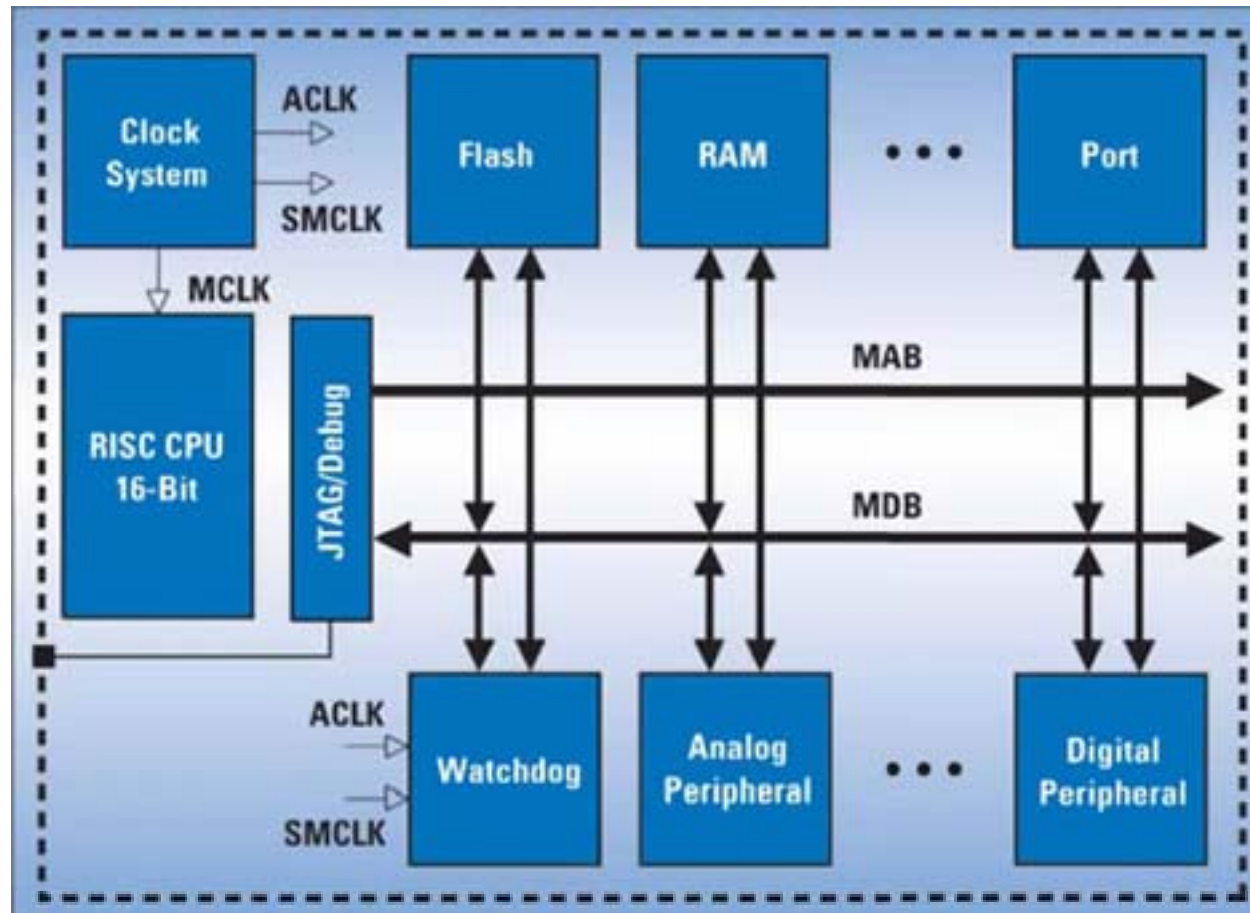 Clock
System
ACLK
SMCLK
MCLK
Flash
RAM
Port
RISC CPU
16-Bit
JTAG/Debug
MAB
MDB
ACLK
SMCLK
Watchdog
Analog
Peripheral
Digital
Peripheral